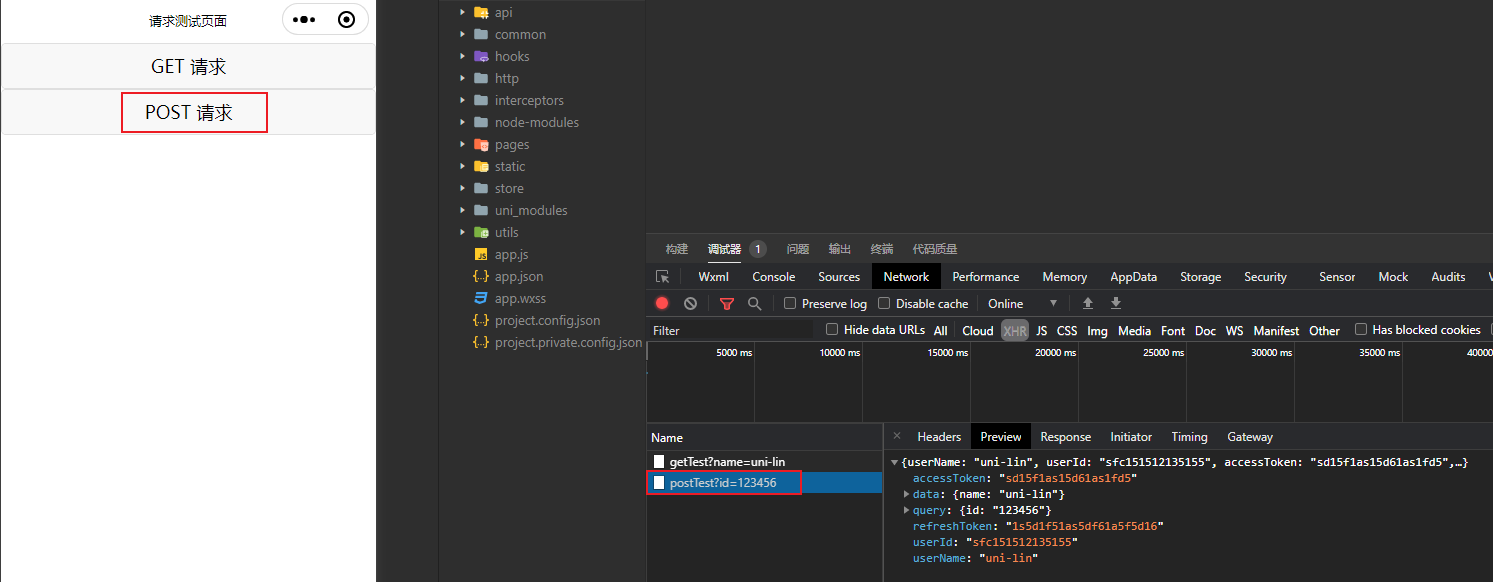 请求测试页面
GET 请求
POST 请求
api
common
hooks
http
interceptors
node-modules
pages
static
store
uni_modules
utils
app.js
app.json
app.wxss
project.config.json
project.private.config.json
构建 调试器 1 问题 输出 终端 代码质量
Wxml Console Sources Network Performance Memory AppData Storage Security Sensor Mock Audits
Preserve log Disable cache Online
Filter Hide data URLs All Cloud XHR JS CSS Img Media Font Doc WS Manifest Other Has blocked cookies
5000 ms 10000 ms 15000 ms 20000 ms 25000 ms 30000 ms 35000 ms 40000
Name
getTest?name=uni-lin
postTest?id=123456
× Headers Preview Response Initiator Timing Gateway
{userName: "uni-lin", userId: "sfc151512135155", accessToken: "sd15f1as15d61as1fd5",…}
accessToken: "sd15f1as15d61as1fd5"
data: {name: "uni-lin"}
query: {id: "123456"}
refreshToken: "1s5d1f51as5df61a5f5d16"
userId: "sfc151512135155"
userName: "uni-lin"